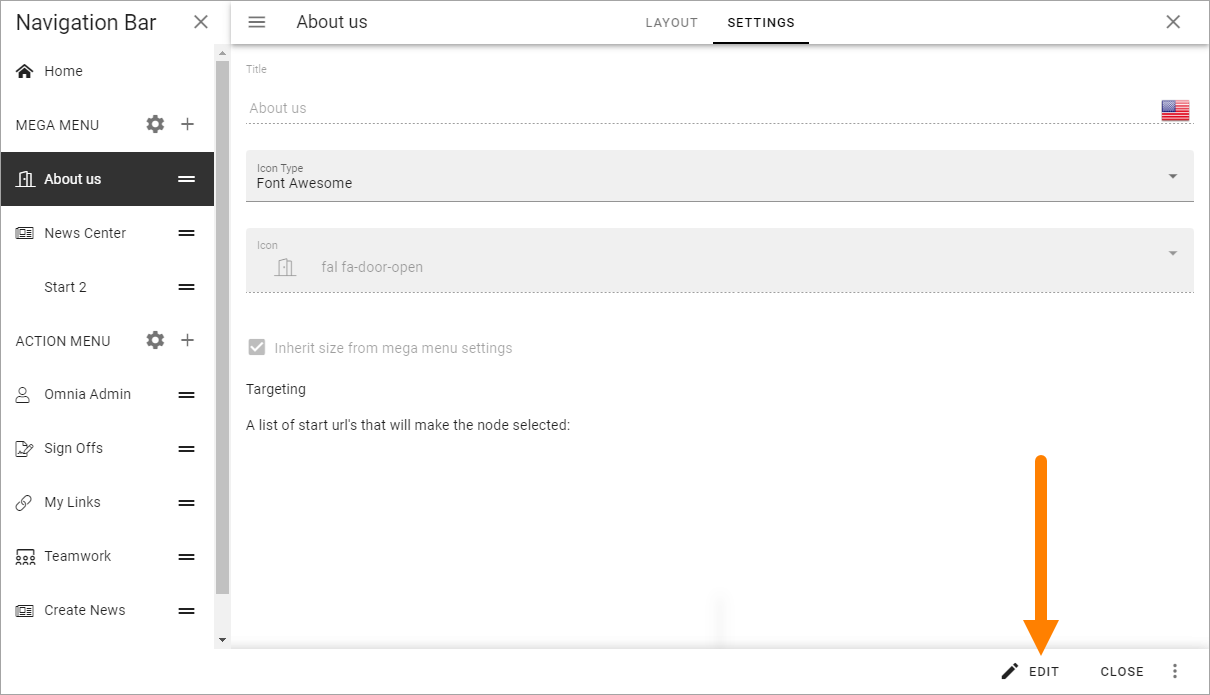 Navigation Bar
Home
MEGA MENU
About us
News Center
Start 2
ACTION MENU
Omnia Admin
Sign Offs
My Links
Teamwork
Create News
About us
LAYOUT
SETTINGS
Title
About us
Icon Type
Font Awesome
Icon
fal fa-door-open
Inherit size from mega menu settings
Targeting
A list of start url's that will make the node selected:
EDIT
CLOSE